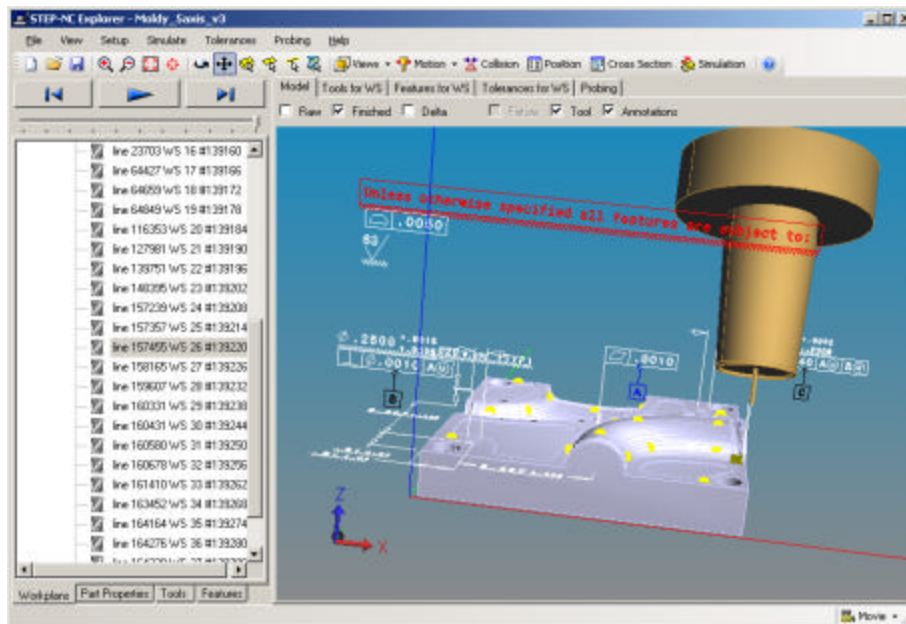 STEP-NC Explorer - Moldy_5axis_v3
File View Setup Simulate Tolerances Probing Help
Views Motion Collision Position Cross Section Simulation
Model Tools for WS Features for WS Tolerances for WS Probing
Raw Finished Delta Tool Annotations
line 23703 WS 16 #139160
line 64427 WS 17 #139166
line 64659 WS 18 #139172
line 64849 WS 19 #139178
line 116353 WS 20 #139184
line 127981 WS 21 #139190
line 139751 WS 22 #139196
line 148395 WS 23 #139202
line 157239 WS 24 #139208
line 157357 WS 25 #139214
line 157455 WS 26 #139220
line 158165 WS 27 #139226
line 159607 WS 28 #139232
line 160331 WS 29 #139238
line 160431 WS 30 #139244
line 160580 WS 31 #139250
line 160678 WS 32 #139256
line 161410 WS 33 #139262
line 163452 WS 34 #139268
line 164164 WS 35 #139274
line 164276 WS 36 #139280
Unless otherwise specified all features are subject to:
.0050
63
.2500
.0010
.0010
A
B
C
Z
X
Workplans Part Properties Tools Features
Movie